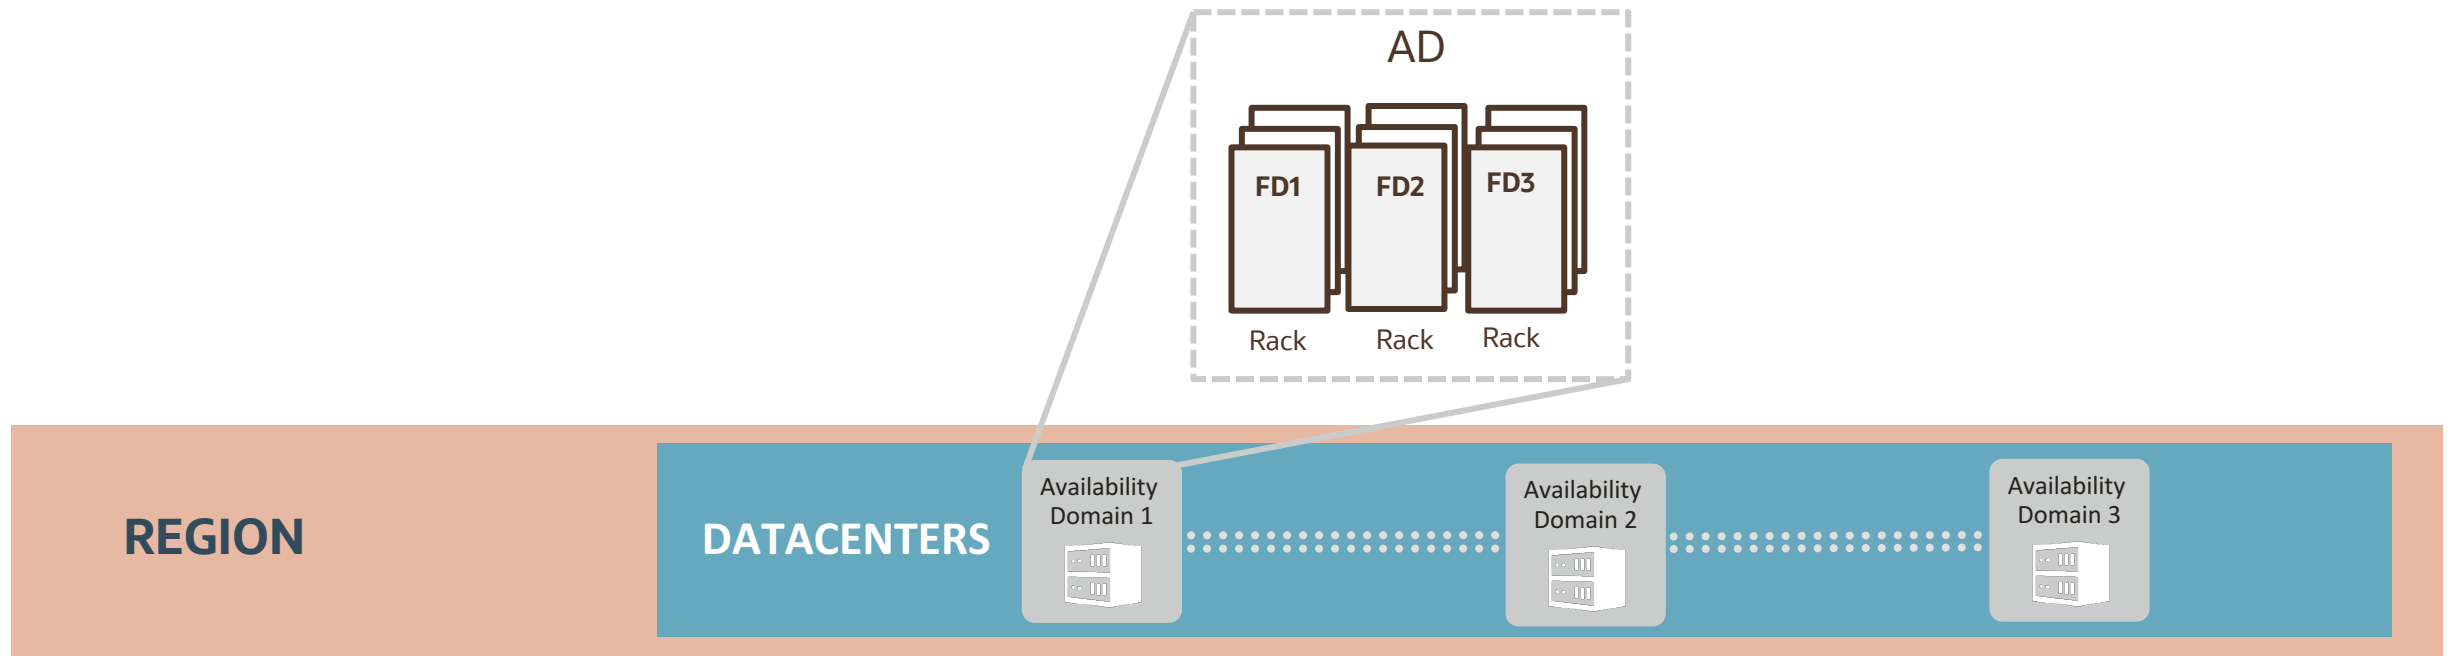 AD
FD1
FD2
FD3
Rack
Rack
Rack
REGION
DATACENTERS
Availability
Domain 1
Availability
Domain 2
Availability
Domain 3